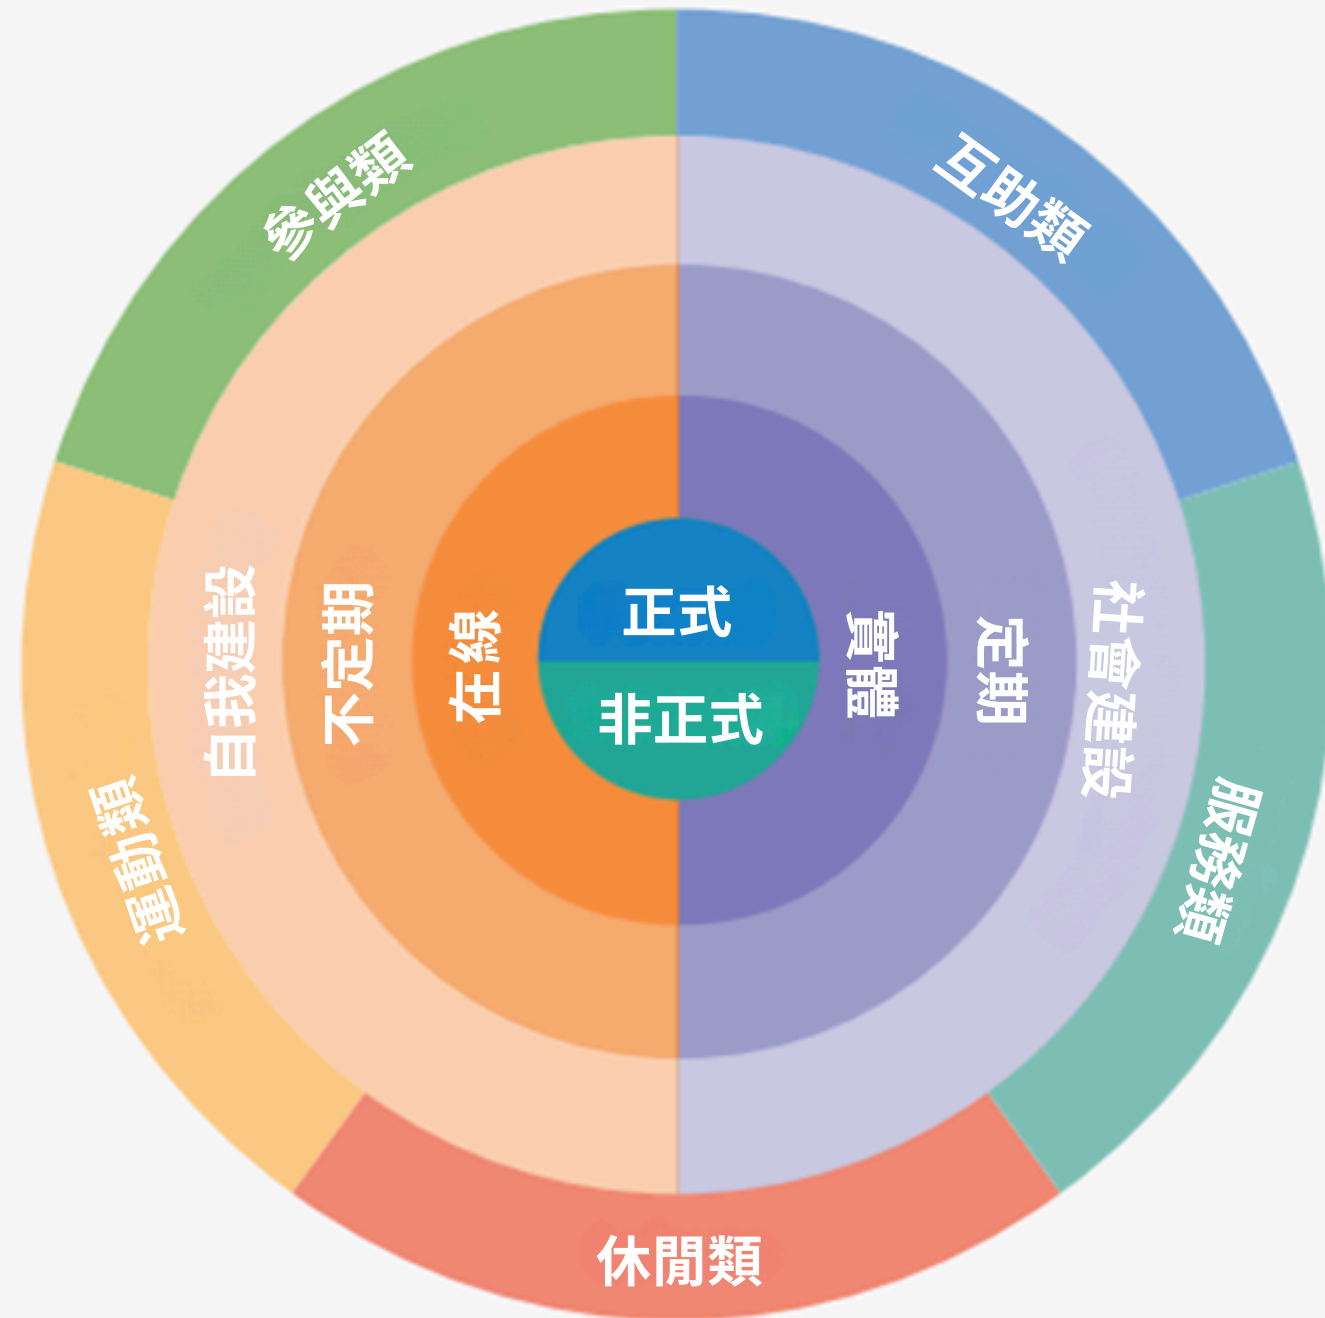 參與類
互助類
自我建設
不定期
在線
正式
非正式
實體
定期
社會建設
運動類
服務類
休閒類